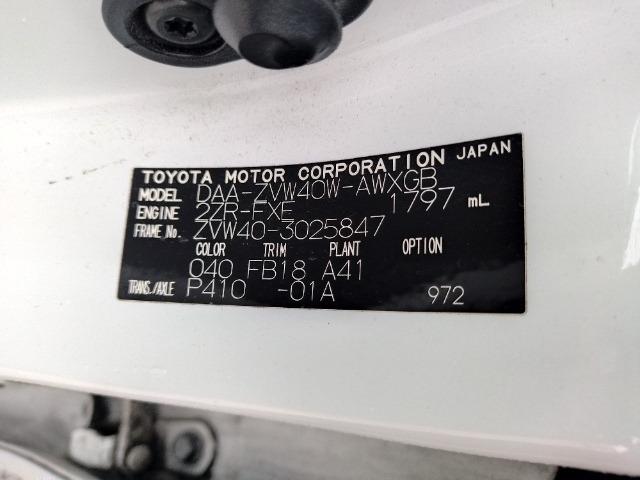 TOYOTA MOTOR CORPORATION JAPAN
MODEL DAA-ZVW40W-AWXGB
ENGINE 2ZR-FXE 1797 mL
FRAME No. ZVW40-3025847
COLOR TRIM PLANT OPTION
040 FB18 A41
TRANS./AXLE P410 -01A 972